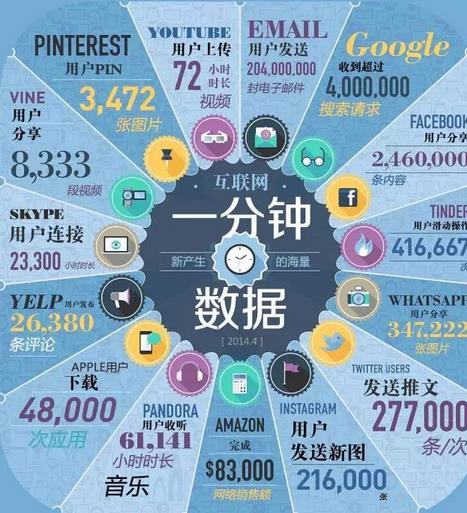 PINTEREST
用户PIN
3,472
张图片
YOUTUBE
用户上传
72 小时
时长
视频
EMAIL
用户发送
204,000,000
封电子邮件
Google
收到超过
4,000,000
搜索请求
FACEBOOK
用户分享
2,460,000
条内容
TINDER
用户滑动操作
416,667
次
WHATSAPP
用户分享
347,222
张图片
TWITTER USERS
发送推文
277,000
条/次
INSTAGRAM
用户
发送新图
216,000
张
AMAZON
完成
$83,000
网络销售额
PANDORA
用户收听
61,141
小时时长
音乐
APPLE用户
下载
48,000
次应用
YELP 用户发布
26,380
条评论
SKYPE
用户连接
23,300 小时时长
VINE
用户
分享
8,333
段视频
互联网
一分钟
新产生 的海量
数据
[ 2014.4 ]